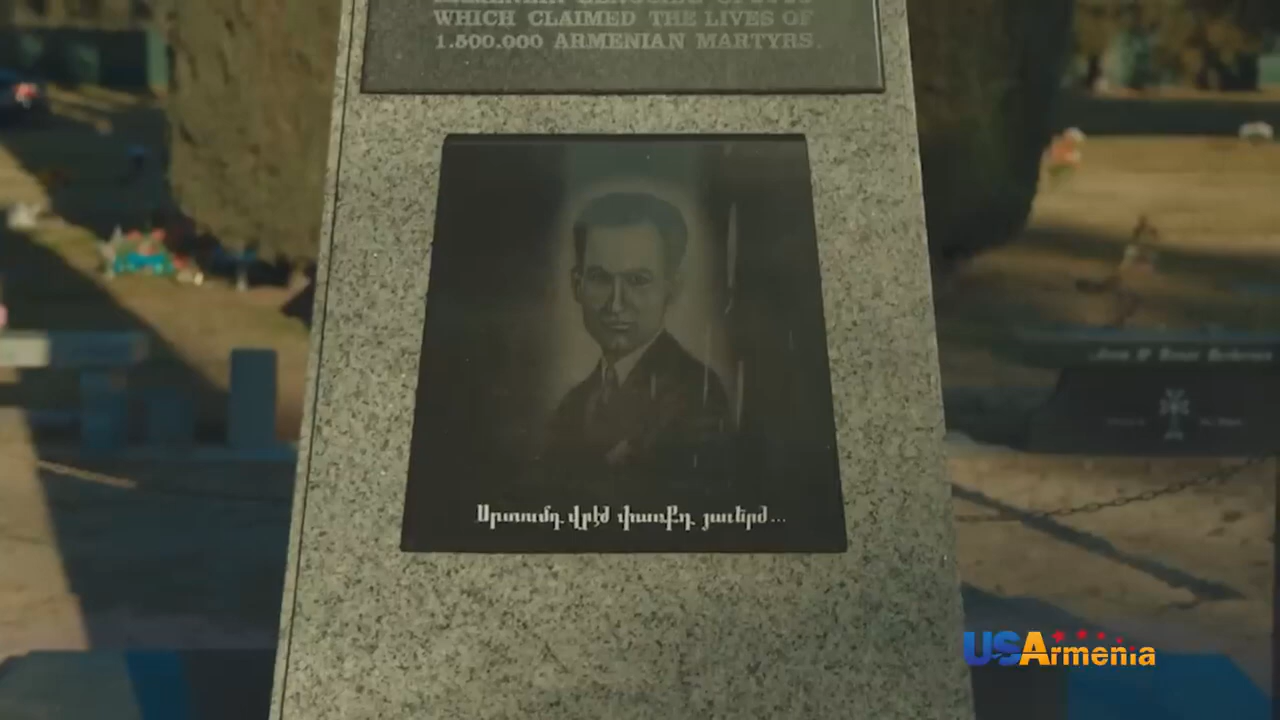 WHICH CLAIMED THE LIVES OF
1.500.000 ARMENIAN MARTYRS.
Սրտումդ վրէժ փառքդ յաւերժ...
USArmenia